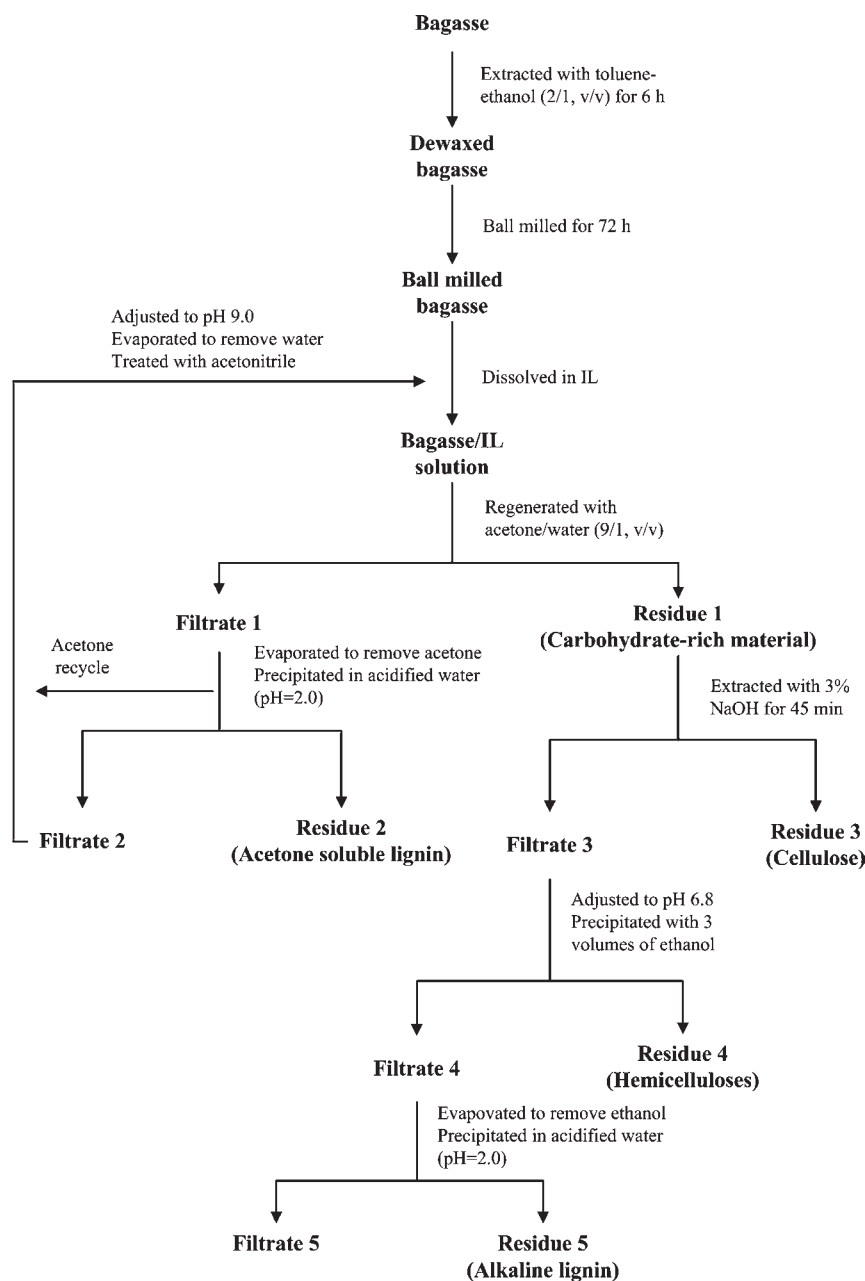 Bagasse
Extracted with toluene-
ethanol (2/1, v/v) for 6 h
Dewaxed
bagasse
Ball milled for 72 h
Ball milled
bagasse
Adjusted to pH 9.0
Evaporated to remove water
Treated with acetonitrile
Dissolved in IL
Bagasse/IL
solution
Regenerated with
acetone/water (9/1, v/v)
Filtrate 1
Residue 1
(Carbohydrate-rich material)
Acetone
recycle
Evaporated to remove acetone
Precipitated in acidified water
(pH=2.0)
Extracted with 3%
NaOH for 45 min
Filtrate 2
Residue 2
(Acetone soluble lignin)
Filtrate 3
Residue 3
(Cellulose)
Adjusted to pH 6.8
Precipitated with 3
volumes of ethanol
Filtrate 4
Residue 4
(Hemicelluloses)
Evapovated to remove ethanol
Precipitated in acidified water
(pH=2.0)
Filtrate 5
Residue 5
(Alkaline lignin)